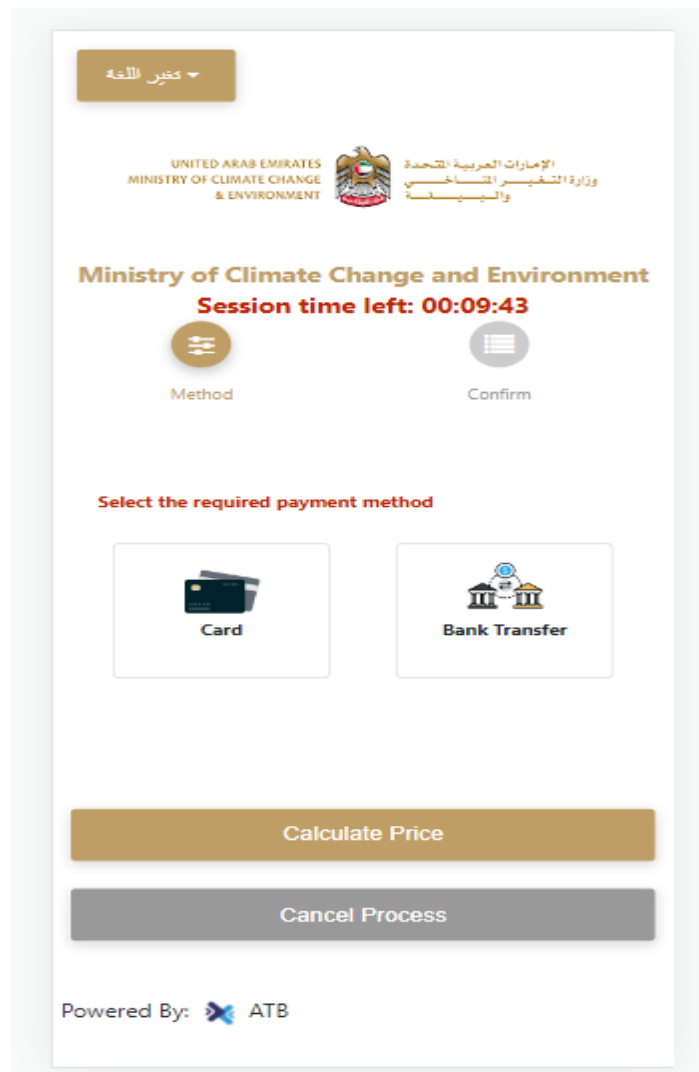 تغير اللغة
UNITED ARAB EMIRATES
MINISTRY OF CLIMATE CHANGE
& ENVIRONMENT
الإمارات العربية المتحدة
وزارة التغير المناخي
والبيئة
Ministry of Climate Change and Environment
Session time left: 00:09:43
Method
Confirm
Select the required payment method
Card
Bank Transfer
Calculate Price
Cancel Process
Powered By: ATB